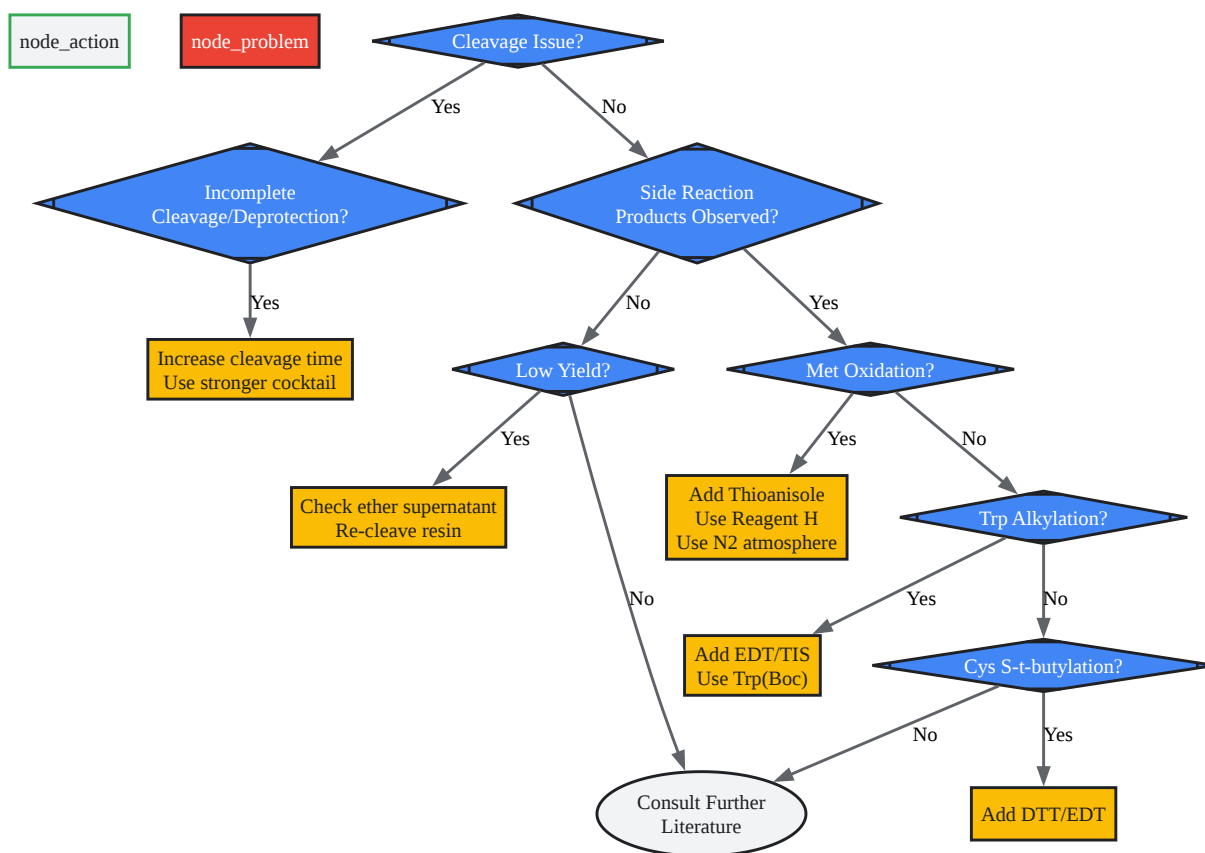 node_action
node_problem
Cleavage Issue?
Yes
No
Incomplete
Cleavage/Deprotection?
Side Reaction
Products Observed?
Yes
No
Yes
Increase cleavage time
Use stronger cocktail
Low Yield?
Met Oxidation?
Yes
Yes
No
Check ether supernatant
Re-cleave resin
Add Thioanisole
Use Reagent H
Use N2 atmosphere
Trp Alkylation?
No
Yes
No
Add EDT/TIS
Use Trp(Boc)
Cys S-t-butylation?
No
Yes
Consult Further
Literature
Add DTT/EDT